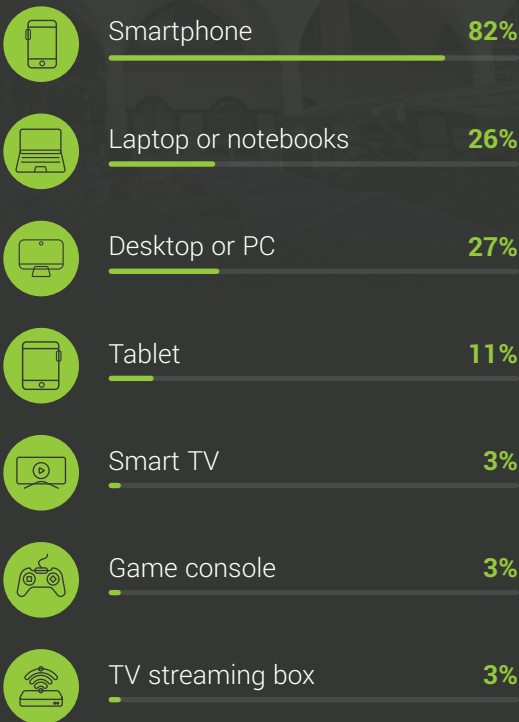 Smartphone 82%
Laptop or notebooks 26%
Desktop or PC 27%
Tablet 11%
Smart TV 3%
Game console 3%
TV streaming box 3%